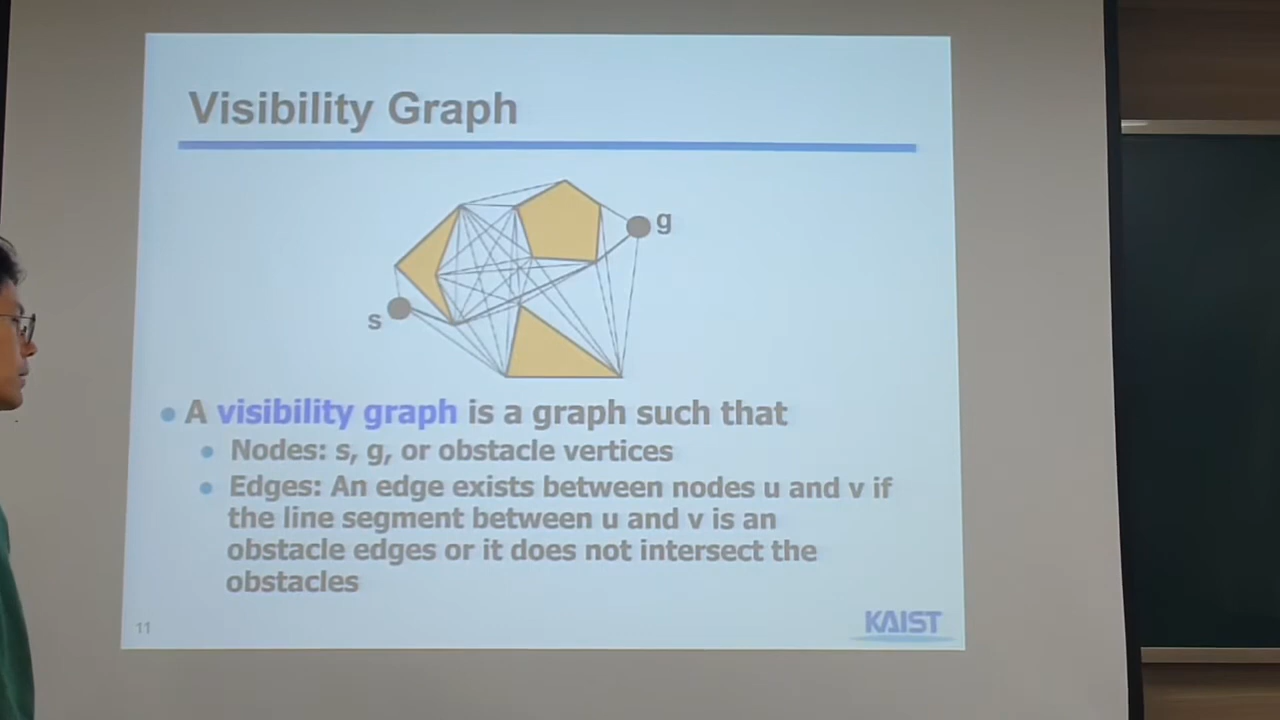 Visibility Graph
g
s
A visibility graph is a graph such that
Nodes: s, g, or obstacle vertices
Edges: An edge exists between nodes u and v if
the line segment between u and v is an
obstacle edges or it does not intersect the
obstacles
11
KAIST